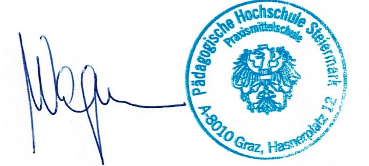 Pädagogische Hochschule Steiermark
Praxismittelschule
A-8010 Graz, Hasnerplatz 12